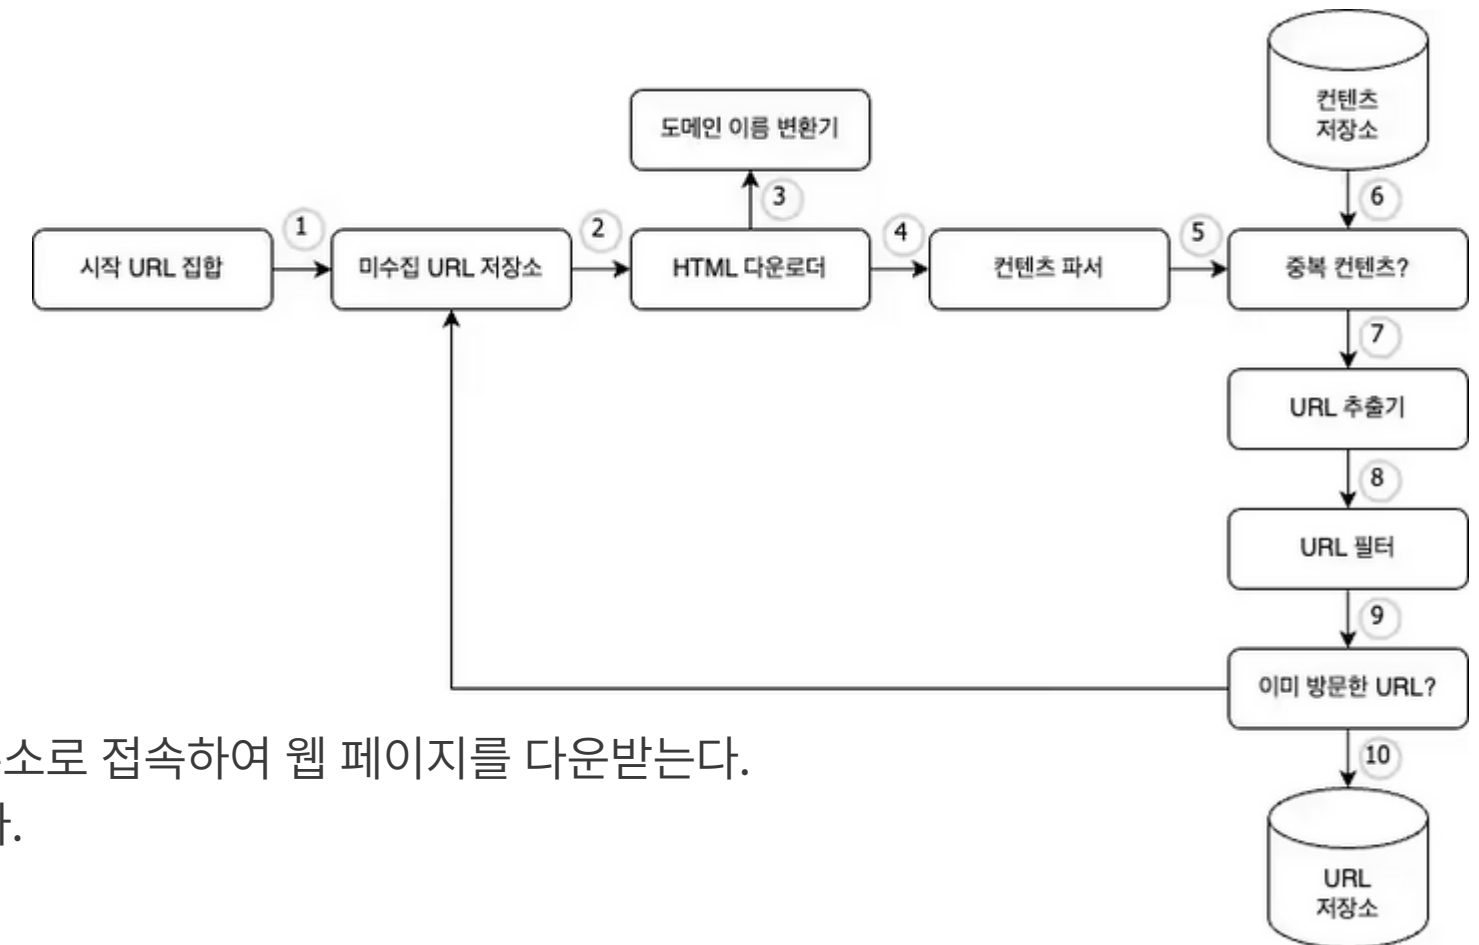 컨텐츠
저장소
도메인 이름 변환기
3
6
1
2
4
5
시작 URL 집합
미수집 URL 저장소
HTML 다운로더
컨텐츠 파서
중복 컨텐츠?
7
URL 추출기
8
URL 필터
9
이미 방문한 URL?
소로 접속하여 웹 페이지를 다운받는다.
10
.
URL
저장소